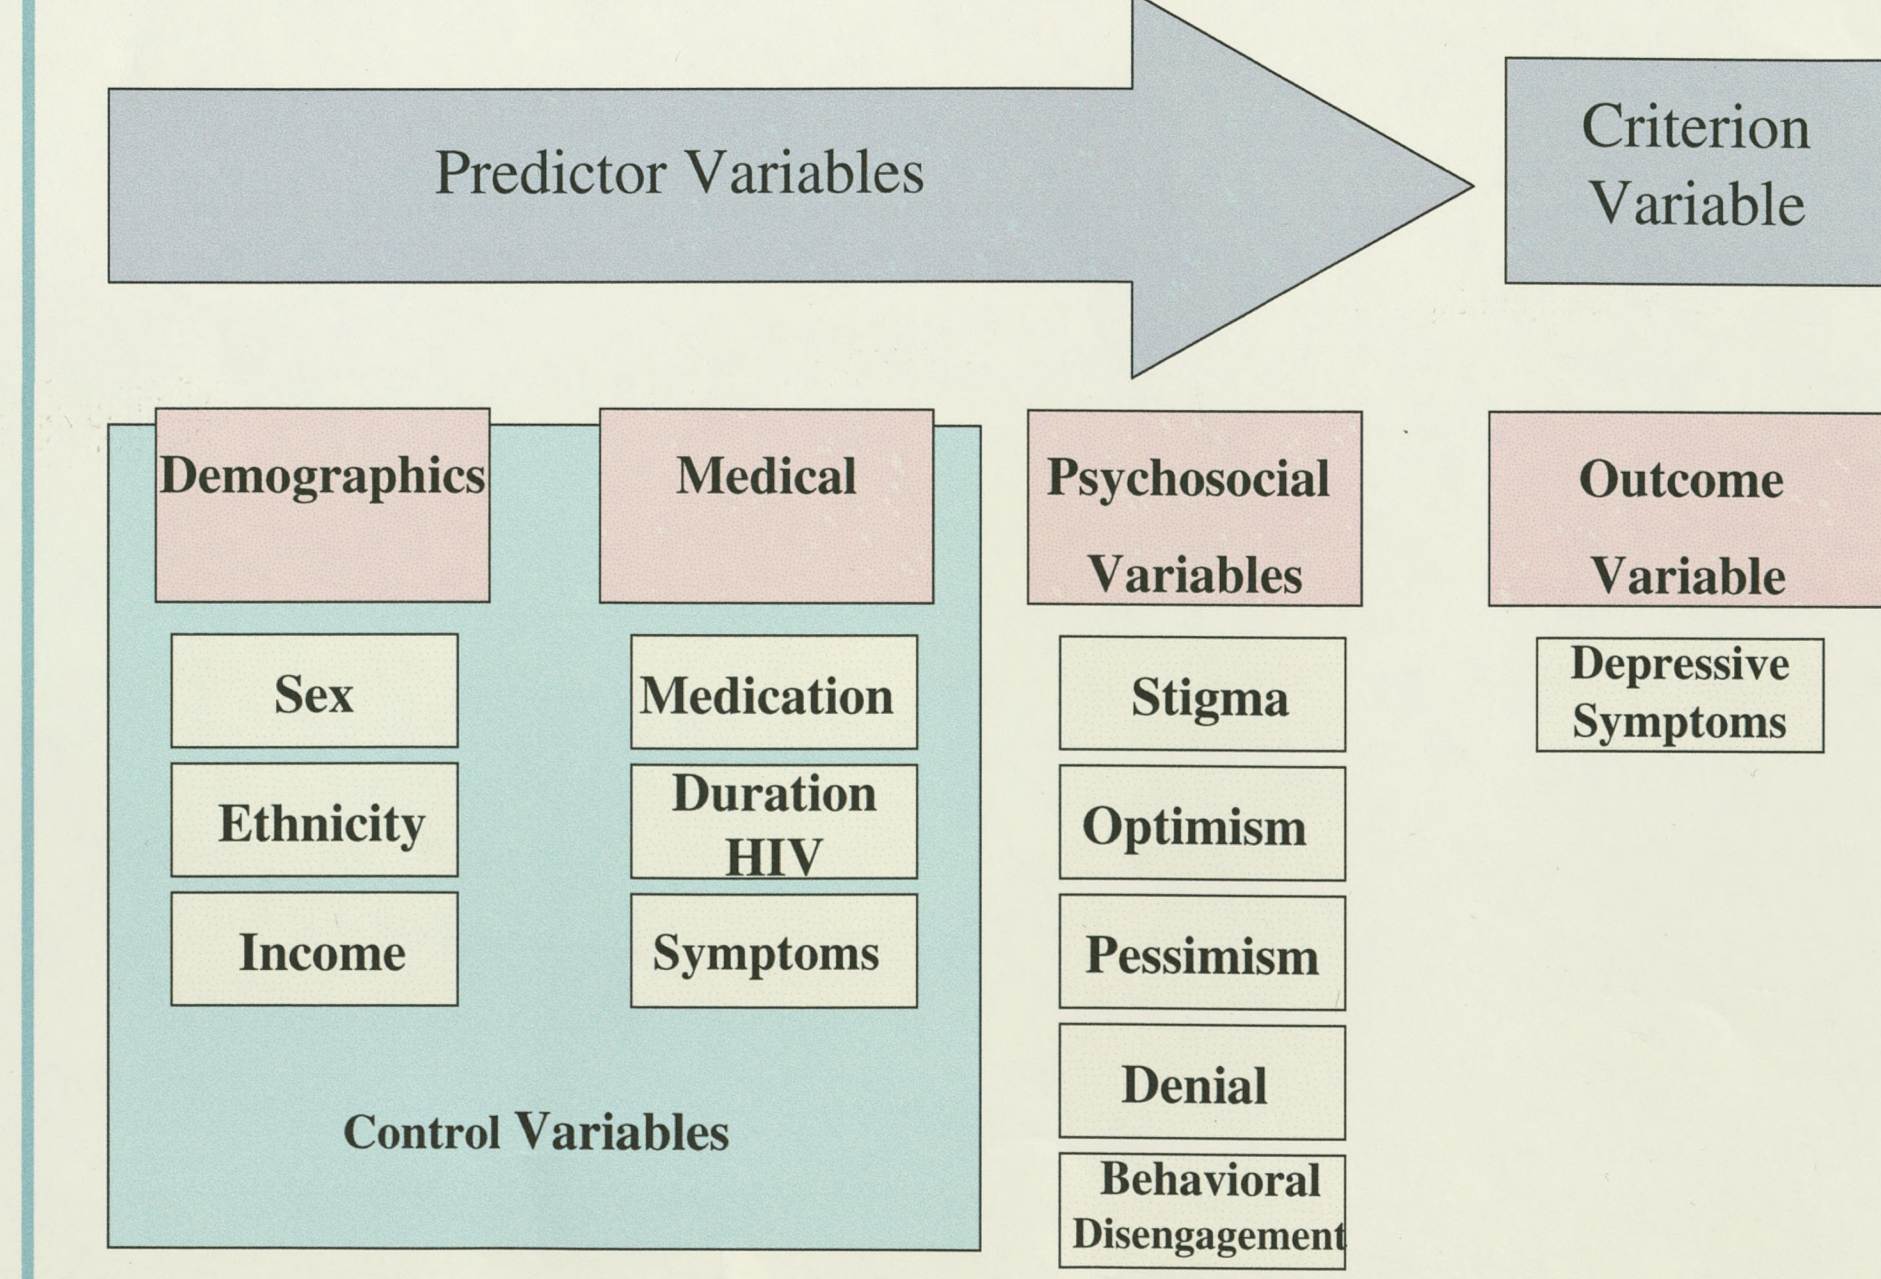 Predictor Variables
Criterion
Variable
Demographics
Sex
Ethnicity
Income
Medical
Medication
Duration
HIV
Symptoms
Control Variables
Psychosocial
Variables
Stigma
Optimism
Pessimism
Denial
Behavioral
Disengagement
Outcome
Variable
Depressive
Symptoms